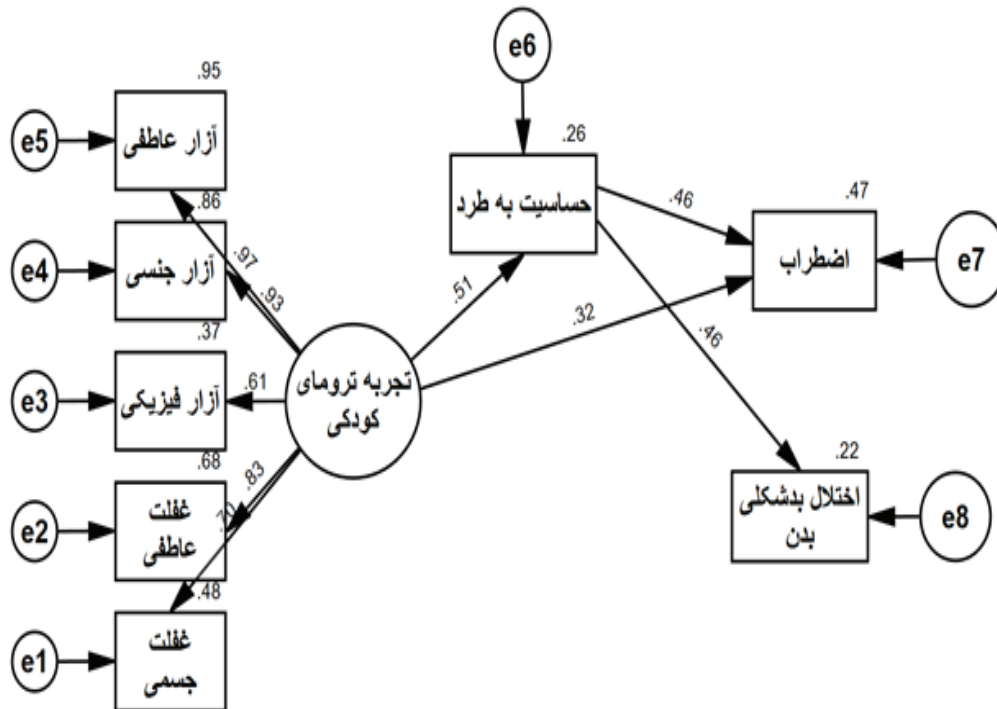 e6
.95
e5
آزار عاطفی
.26
حساسیت به طرد
.46
.47
.86
اضطراب
e7
e4
آزار جنسی
.97
.93
.51
.32
.46
.37
e3
آزار فیزیکی
.61
تجربه ترومای
کودکی
.68
.83
.70
.22
e2
غفلت
عاطفی
اختلال بدشکلی
بدن
e8
.48
e1
غفلت
جسمی